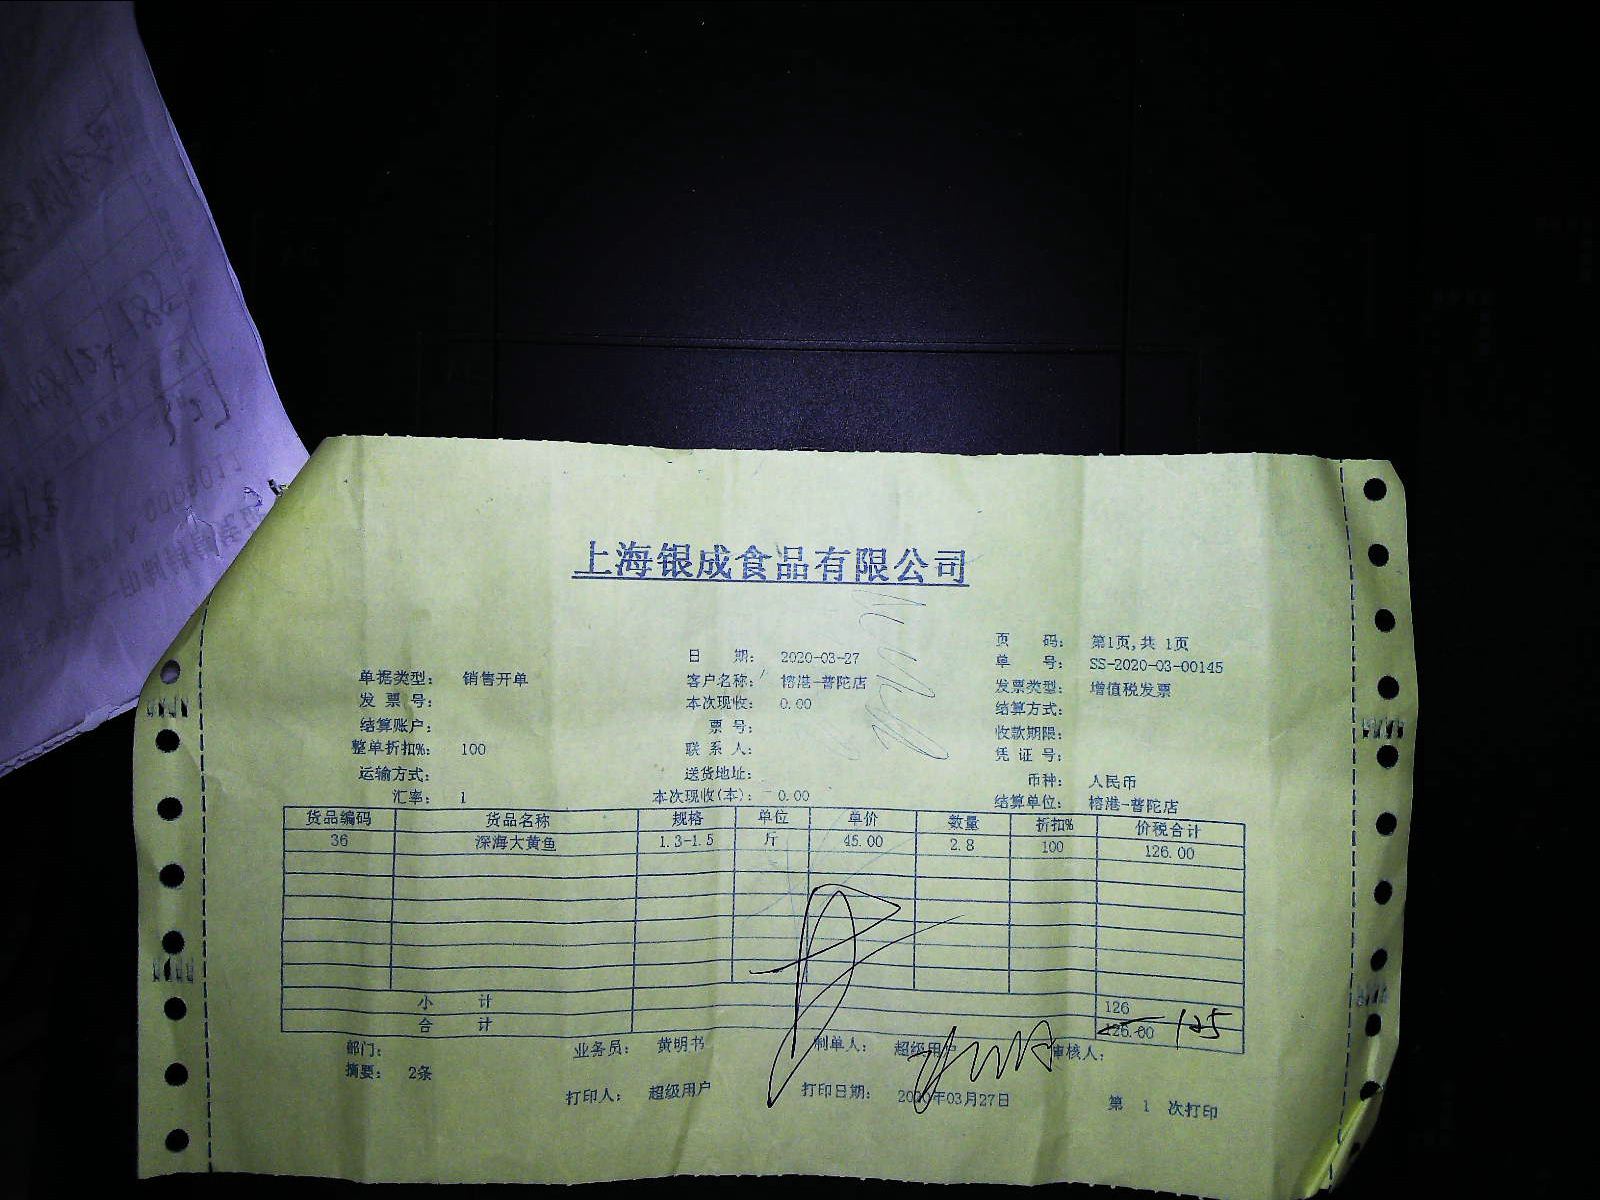 上海银成食品有限公司
页 码： 第1页,共 1页
日 期： 2020-03-27 单 号： SS-2020-03-00145
单据类型： 销售开单 客户名称： 榕港-普陀店 发票类型： 增值税发票
发 票 号： 本次现收： 0.00 结算方式：
结算账户： 票 号： 收款期限：
整单折扣%： 100 联 系 人： 凭 证 号：
运输方式： 送货地址： 币种： 人民币
汇率： 1 本次现收(本)： 0.00 结算单位： 榕港-普陀店
货品编码 货品名称 规格 单位 单价 数量 折扣% 价税合计
36 深海大黄鱼 1.3-1.5 斤 45.00 2.8 100 126.00
小 计 126
合 计 126.00 125
部门： 业务员： 黄明书 制单人： 超级用户 审核人：
摘要： 2条
打印人： 超级用户 打印日期： 2020年03月27日 第 1 次打印